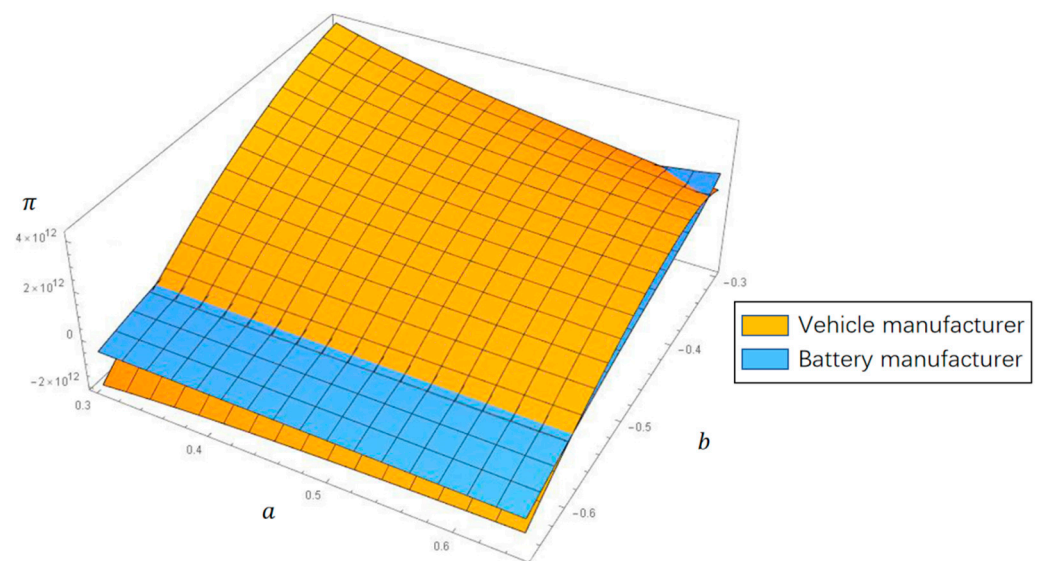 π
4×10¹²
2×10¹²
0
−2×10¹²
0.3
0.4
0.5
0.6
a
−0.3
−0.4
−0.5
−0.6
b
Vehicle manufacturer
Battery manufacturer